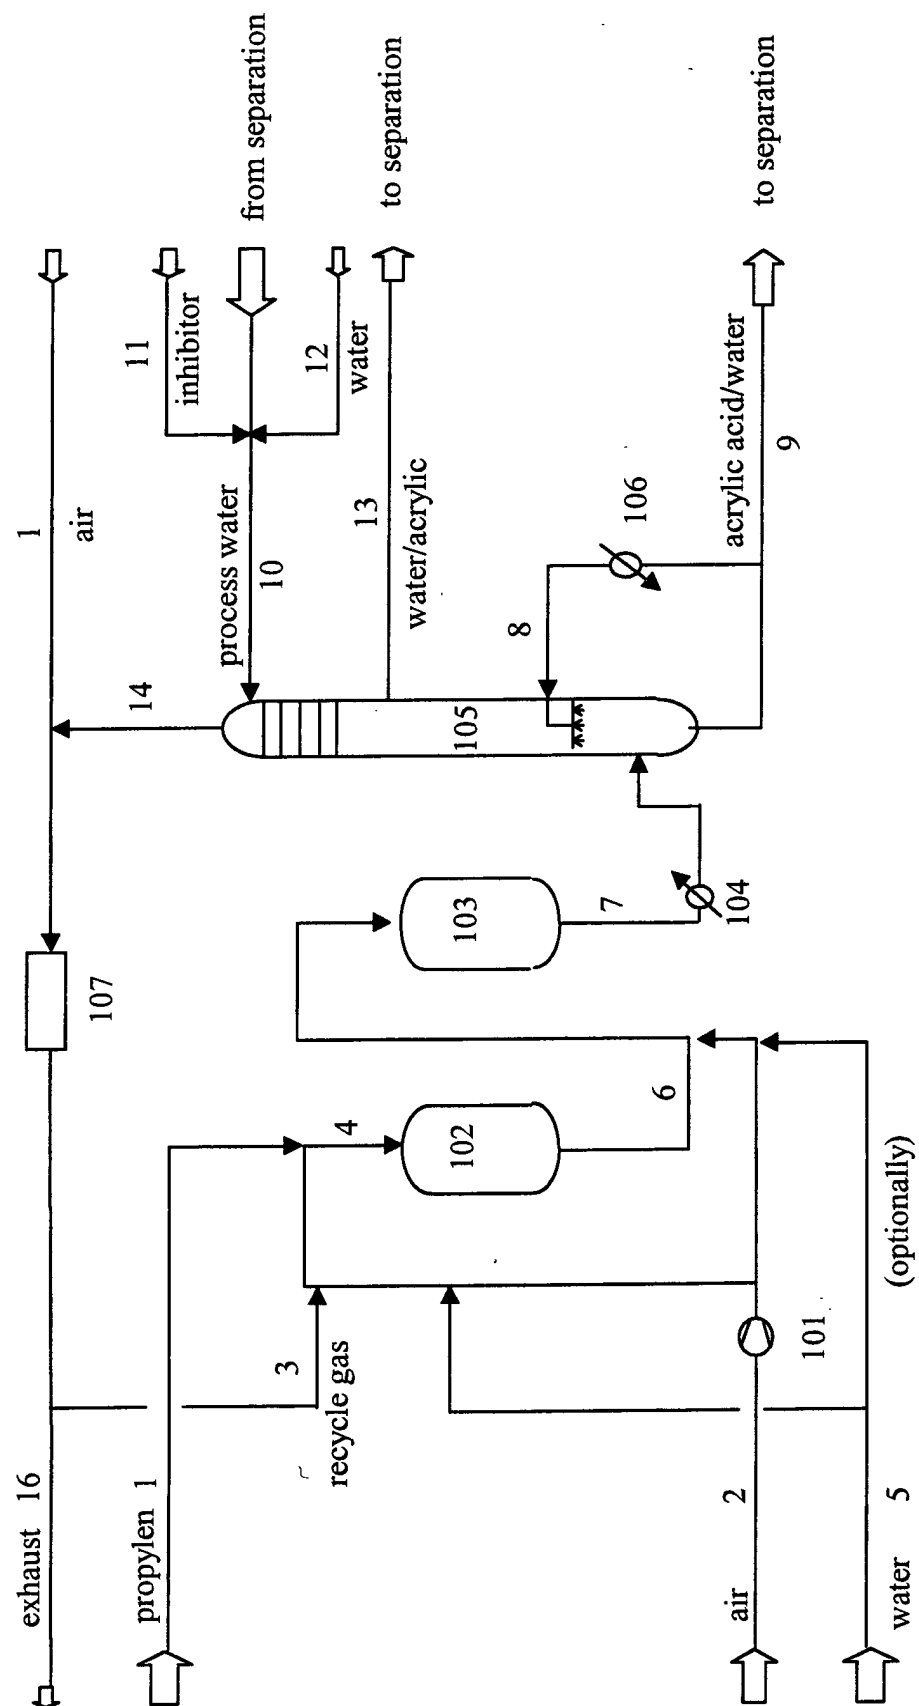 exhaust 16
propylen 1
air 2
water 5
(optionally)
3
recycle gas
101
4
102
6
107
103
7
104
14
105
1
air
process water
10
13
water/acrylic
8
106
acrylic acid/water
9
11
inhibitor
12
water
from separation
to separation
to separation